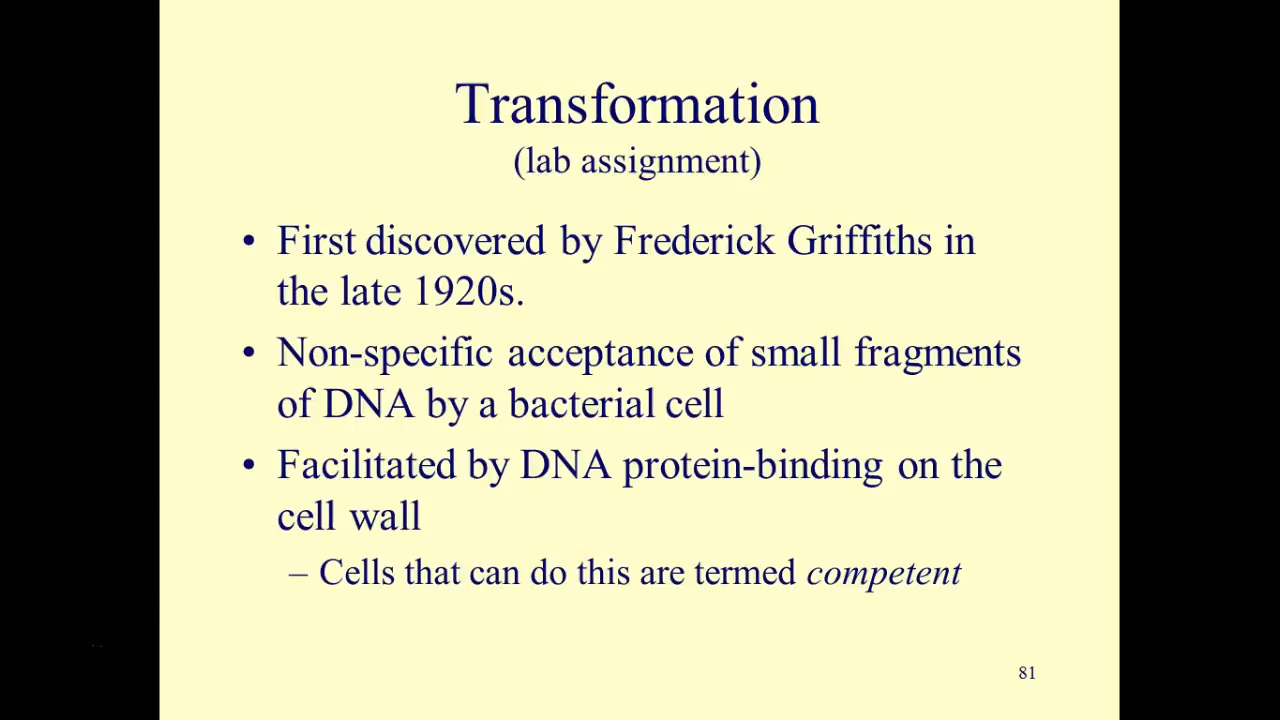 Transformation
(lab assignment)
• First discovered by Frederick Griffiths in
the late 1920s.
• Non-specific acceptance of small fragments
of DNA by a bacterial cell
• Facilitated by DNA protein-binding on the
cell wall
– Cells that can do this are termed competent
81